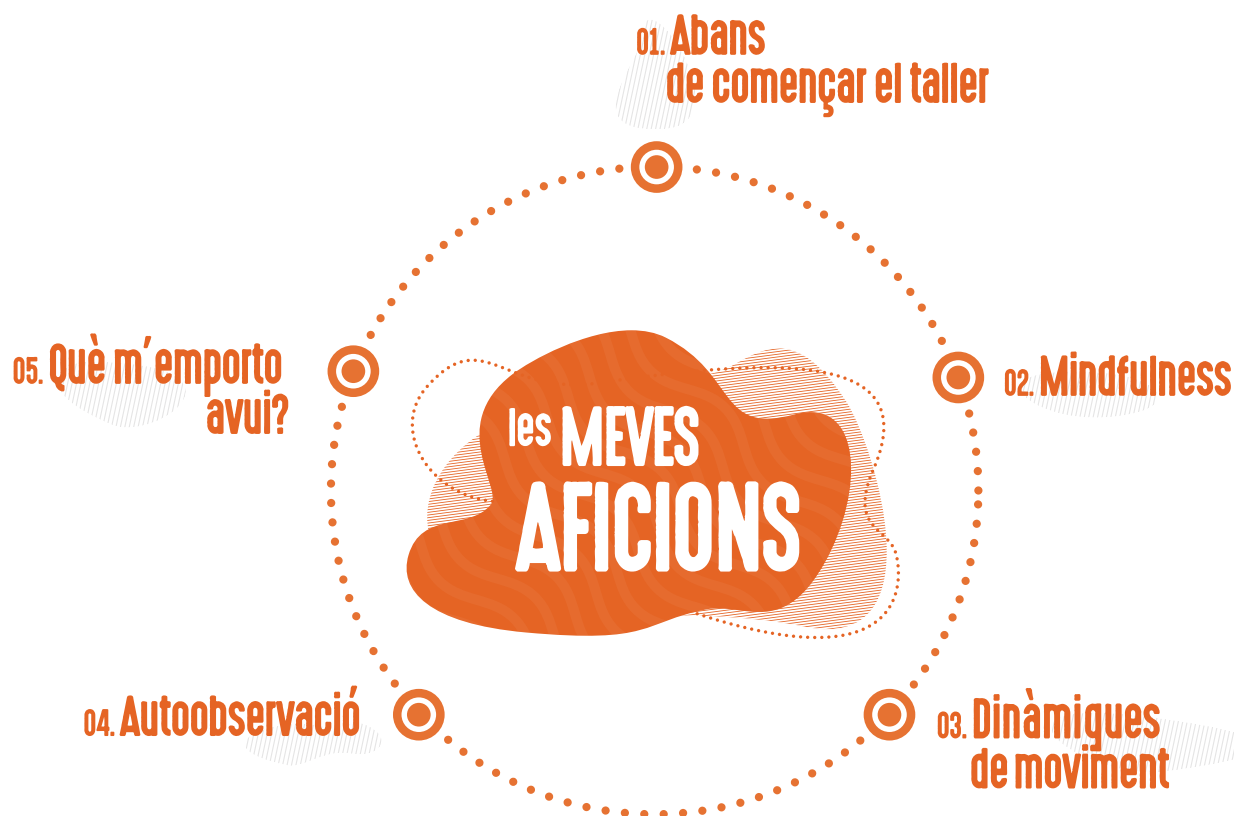 01. Abans
de començar el taller
02. Mindfulness
03. Dinàmiques
de moviment
04. Autoobservació
05. Què m'emporto
avui?
les MEVES
AFICIONS